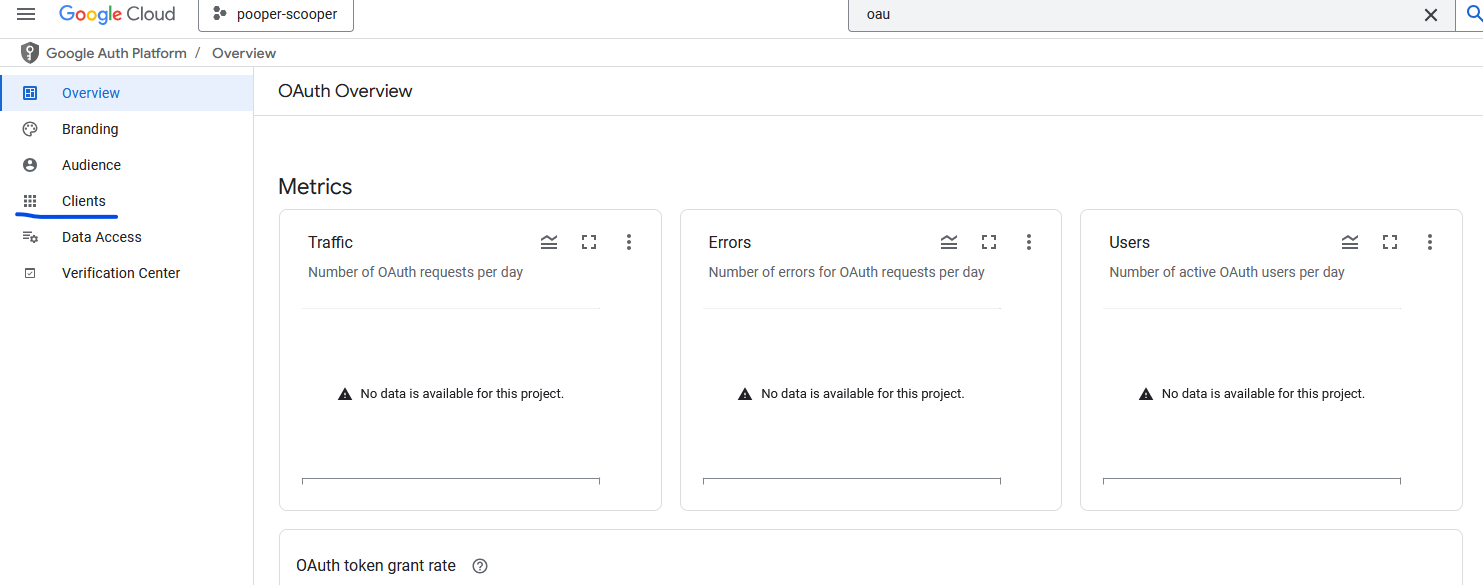 Google Cloud
pooper-scooper
oau
Google Auth Platform / Overview
Overview
Branding
Audience
Clients
Data Access
Verification Center
OAuth Overview
Metrics
Traffic
Number of OAuth requests per day
No data is available for this project.
Errors
Number of errors for OAuth requests per day
No data is available for this project.
Users
Number of active OAuth users per day
No data is available for this project.
OAuth token grant rate